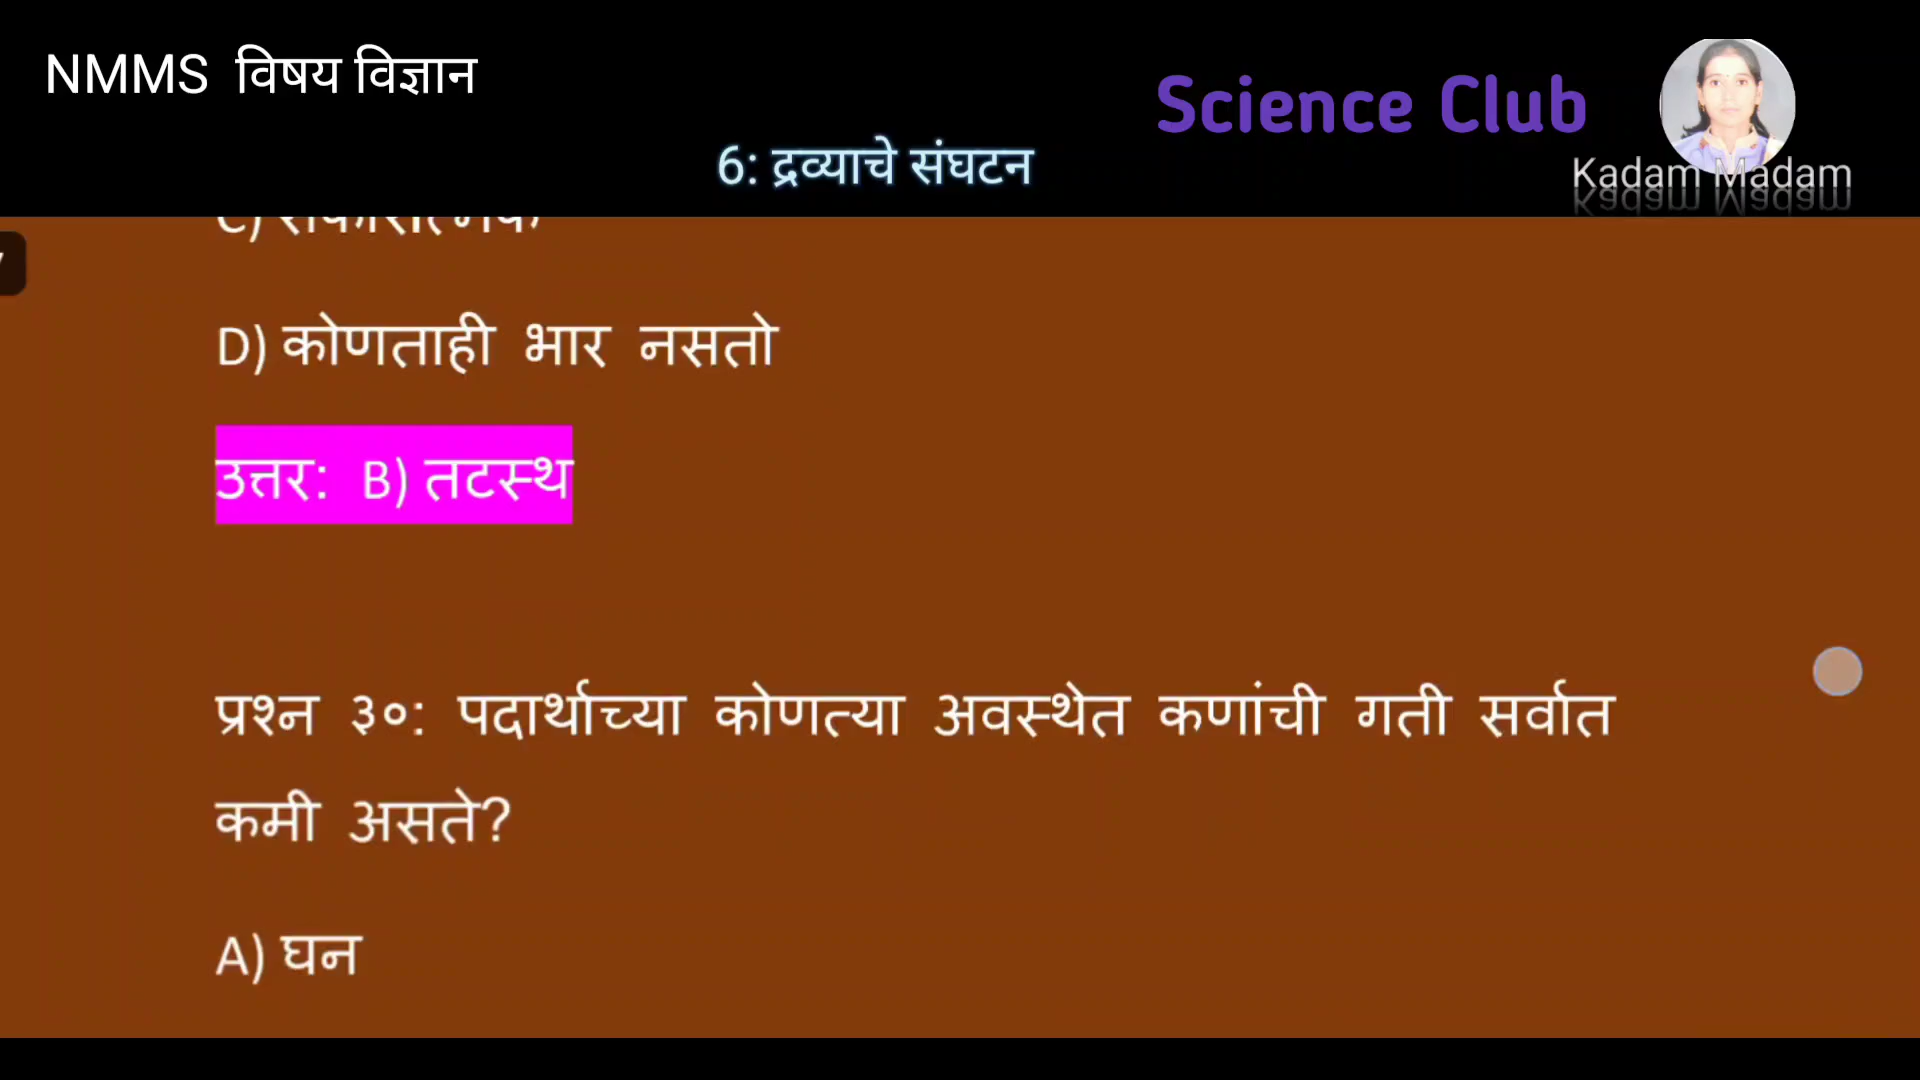 NMMS विषय विज्ञान
Science Club
6: द्रव्याचे संघटन
Kadam Madam
D) कोणताही भार नसतो
उत्तर: B) तटस्थ
प्रश्न ३०: पदार्थाच्या कोणत्या अवस्थेत कणांची गती सर्वात
कमी असते?
A) घन